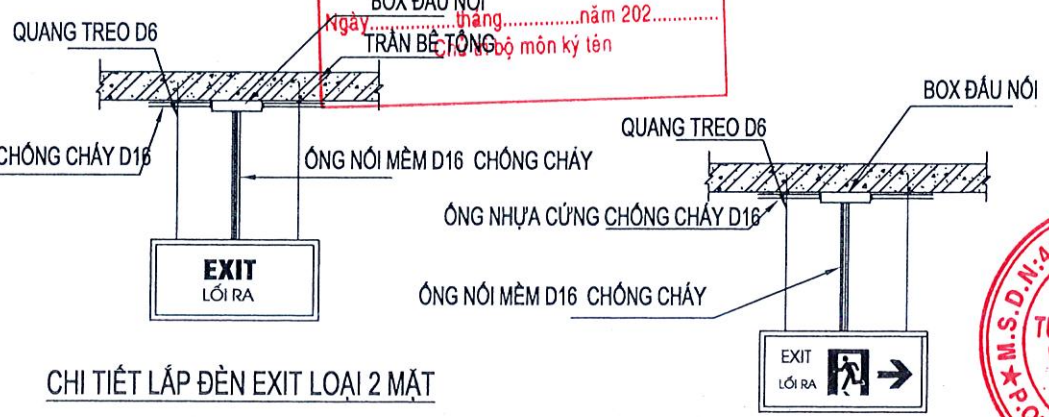 BOX ĐẤU NỐI
Ngày...............tháng...............năm 202............
QUANG TREO D6
TRẦN BÊ TÔNG
bộ môn ký tên
CHỐNG CHÁY D16
ỐNG NỐI MỀM D16 CHỐNG CHÁY
EXIT
LỐI RA
BOX ĐẤU NỐI
QUANG TREO D6
ỐNG NHỰA CỨNG CHỐNG CHÁY D16
ỐNG NỐI MỀM D16 CHỐNG CHÁY
EXIT
LỐI RA
CHI TIẾT LẮP ĐÈN EXIT LOẠI 2 MẶT
M.S.D.N:4